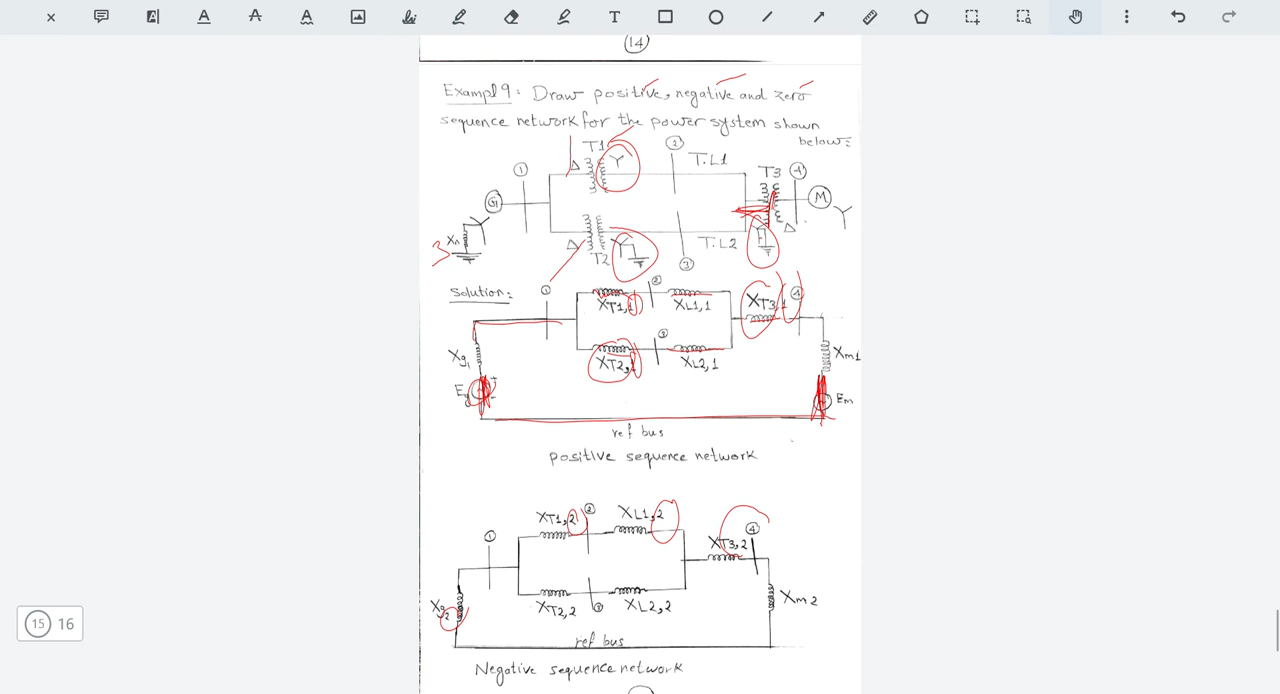 (14)
Exampl 9: Draw positive, negative and zero
sequence network for the power system shown
below:
T1
Δ
Y
2
T.L1
T3
4
1
G
M
Y
Xn
3
Δ
T2
T.L2
3
Y
Δ
Solution:
1
2
4
XT1,1
XL1,1
XT3,1
3
Xg1
XT2,1
XL2,1
Xm1
Eg
+
-
Em
ref bus
positive sequence network
XT1,2
2
XL1,2
4
1
XT3,2
Xg2
XT2,2
3
XL2,2
Xm2
ref bus
Negative sequence network
15 16